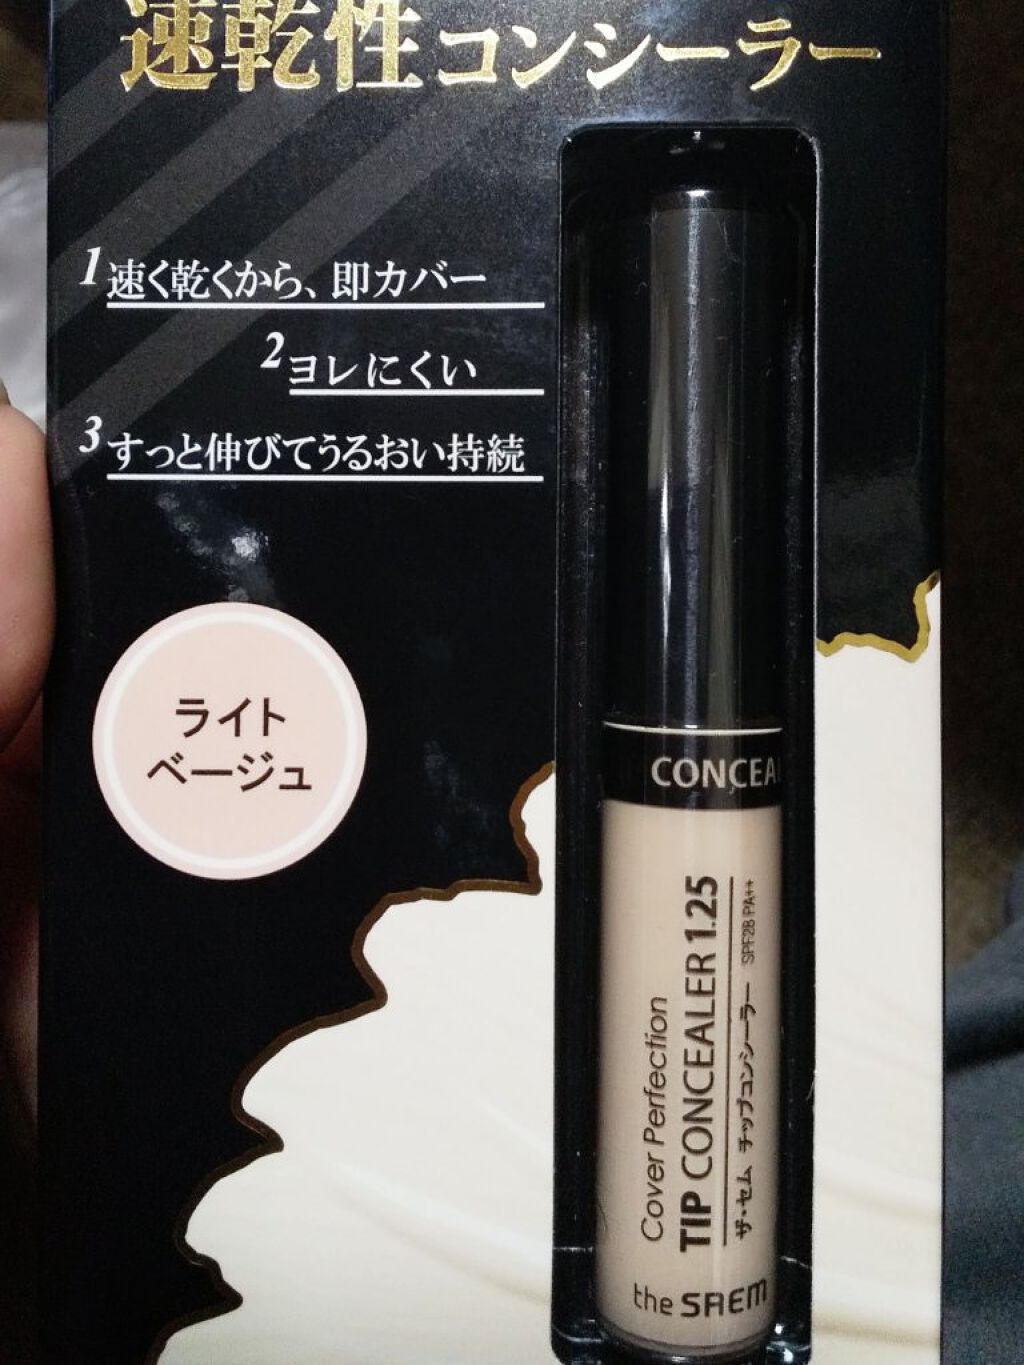 速乾性コンシーラー
1 速く乾くから、即カバー
2 ヨレにくい
3 すっと伸びてうるおい持続
ライト
ベージュ
CONCEA
Cover Perfection
TIP CONCEALER 1.25
ザ・セム チップコンシーラー SPF28 PA++
the SAEM